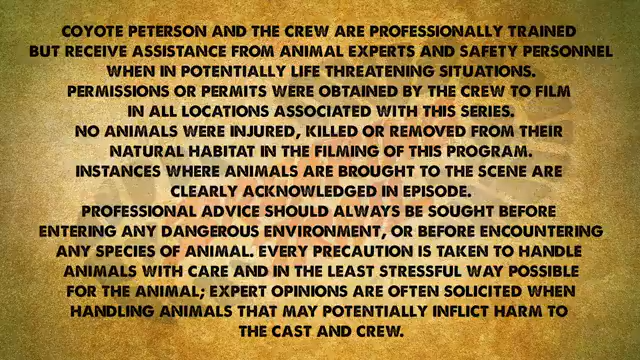 COYOTE PETERSON AND THE CREW ARE PROFESSIONALLY TRAINED
BUT RECEIVE ASSISTANCE FROM ANIMAL EXPERTS AND SAFETY PERSONNEL
WHEN IN POTENTIALLY LIFE THREATENING SITUATIONS.
PERMISSIONS OR PERMITS WERE OBTAINED BY THE CREW TO FILM
IN ALL LOCATIONS ASSOCIATED WITH THIS SERIES.
NO ANIMALS WERE INJURED, KILLED OR REMOVED FROM THEIR
NATURAL HABITAT IN THE FILMING OF THIS PROGRAM.
INSTANCES WHERE ANIMALS ARE BROUGHT TO THE SCENE ARE
CLEARLY ACKNOWLEDGED IN EPISODE.
PROFESSIONAL ADVICE SHOULD ALWAYS BE SOUGHT BEFORE
ENTERING ANY DANGEROUS ENVIRONMENT, OR BEFORE ENCOUNTERING
ANY SPECIES OF ANIMAL. EVERY PRECAUTION IS TAKEN TO HANDLE
ANIMALS WITH CARE AND IN THE LEAST STRESSFUL WAY POSSIBLE
FOR THE ANIMAL; EXPERT OPINIONS ARE OFTEN SOLICITED WHEN
HANDLING ANIMALS THAT MAY POTENTIALLY INFLICT HARM TO
THE CAST AND CREW.